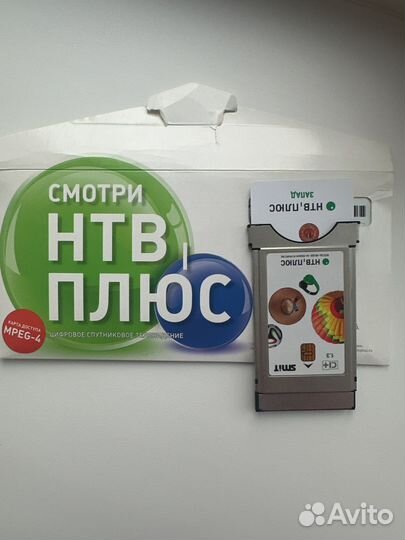 СМОТРИ
НТВ
ПЛЮС
КАРТА ДОСТУПА
MPEG-4
ЦИФРОВОЕ СПУТНИКОВОЕ
НТВ ПЛЮС
ЗАПАД
НТВ ПЛЮС
CI+
1.3
SMiT
Avito